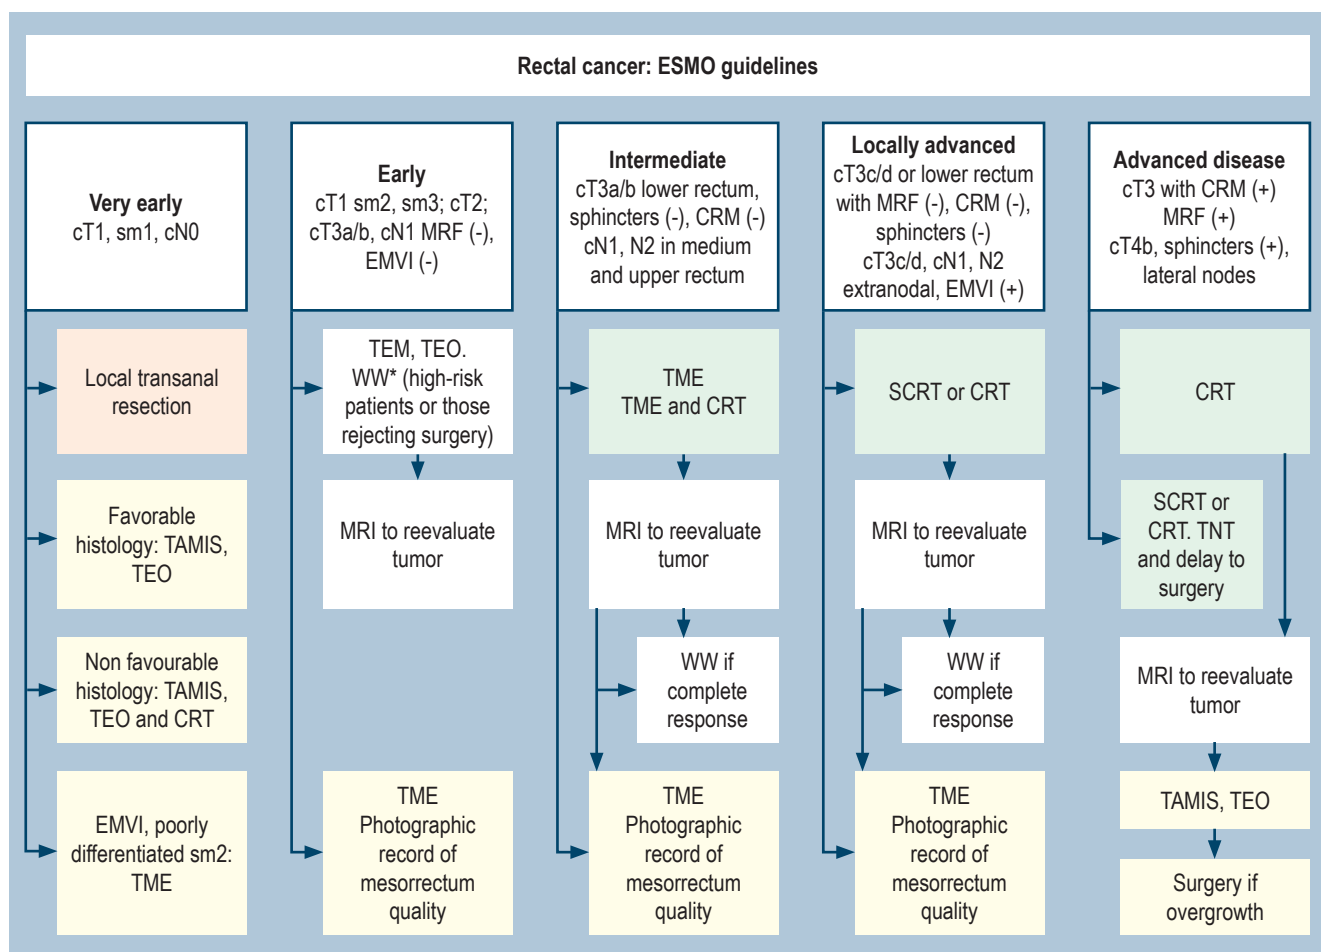 Rectal cancer: ESMO guidelines
Very early
cT1, sm1, cN0
Local transanal
resection
Favorable
histology: TAMIS,
TEO
Non favourable
histology: TAMIS,
TEO and CRT
EMVI, poorly
differentiated sm2:
TME
Early
cT1 sm2, sm3; cT2;
cT3a/b, cN1 MRF (-),
EMVI (-)
TEM, TEO.
WW* (high-risk
patients or those
rejecting surgery)
MRI to reevaluate
tumor
TME
Photographic
record of
mesorrectum
quality
Intermediate
cT3a/b lower rectum,
sphincters (-), CRM (-)
cN1, N2 in medium
and upper rectum
TME
TME and CRT
MRI to reevaluate
tumor
WW if
complete
response
TME
Photographic
record of
mesorrectum
quality
Locally advanced
cT3c/d or lower rectum
with MRF (-), CRM (-),
sphincters (-)
cT3c/d, cN1, N2
extranodal, EMVI (+)
SCRT or CRT
MRI to reevaluate
tumor
WW if
complete
response
TME
Photographic
record of
mesorrectum
quality
Advanced disease
cT3 with CRM (+)
MRF (+)
cT4b, sphincters (+),
lateral nodes
CRT
SCRT or
CRT. TNT
and delay to
surgery
MRI to reevaluate
tumor
TAMIS, TEO
Surgery if
overgrowth